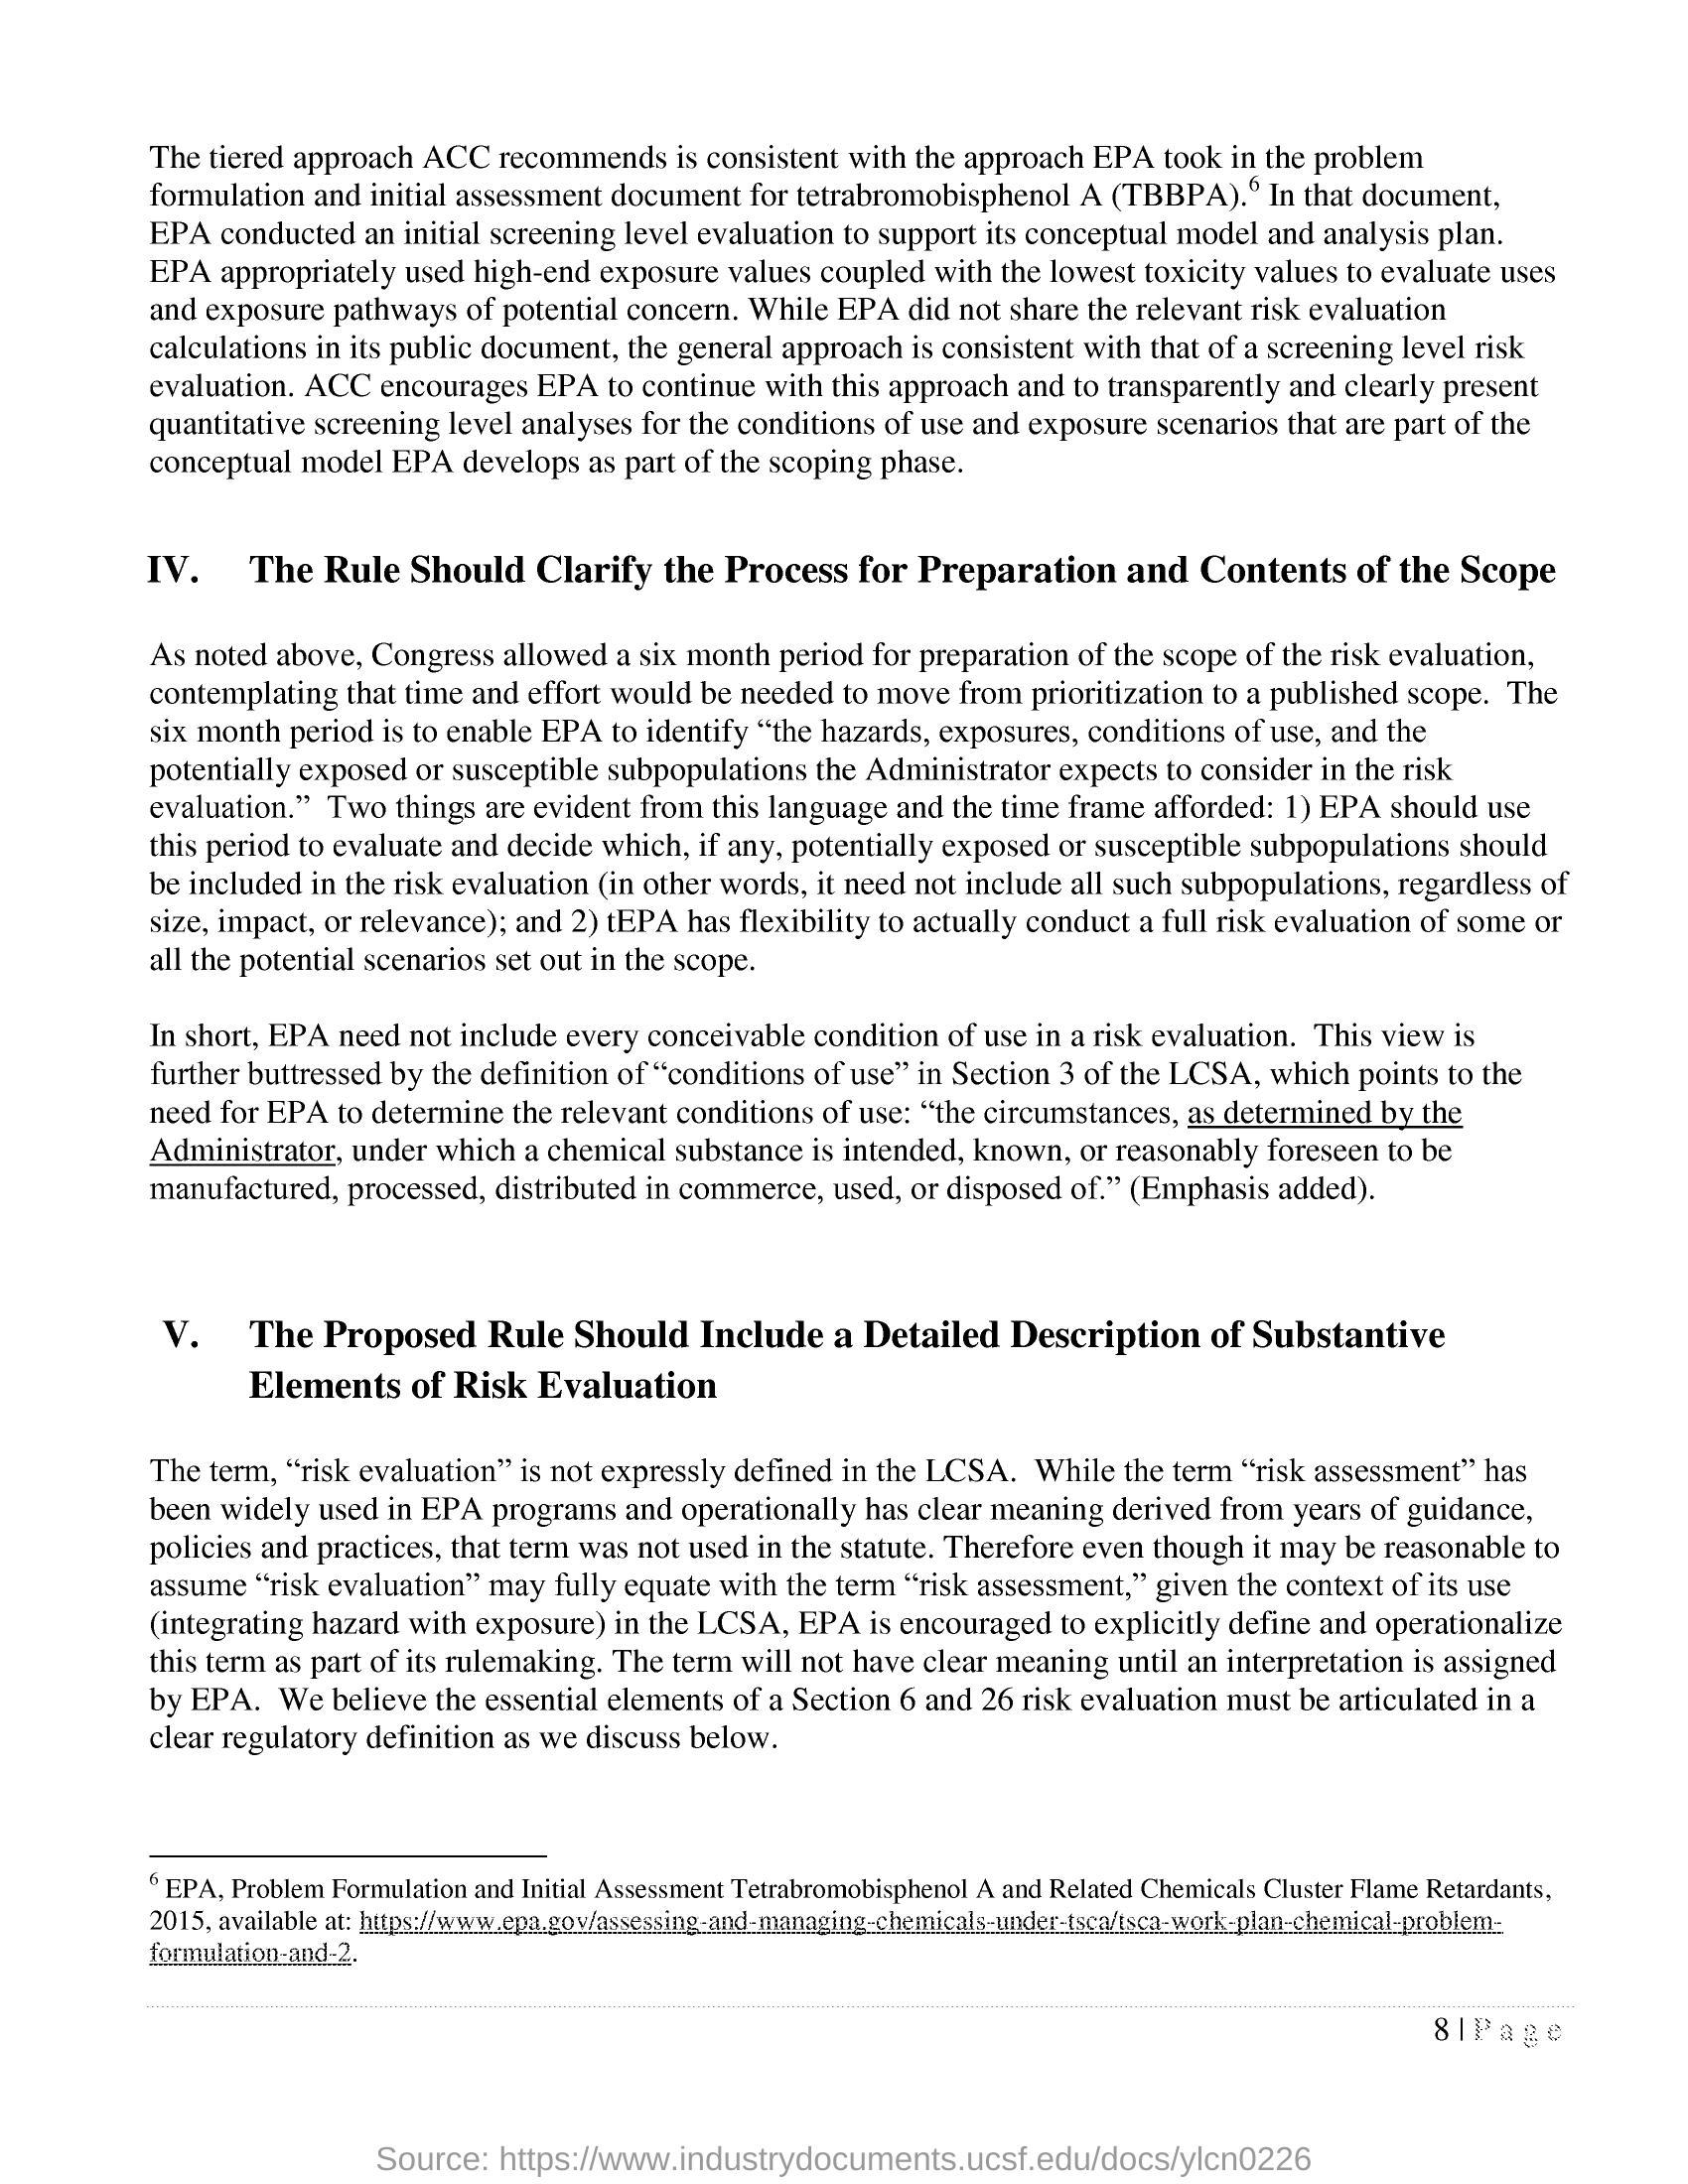 The tiered approach ACC recommends is consistent with the approach EPA took in the problem
formulation and initial assessment document for tetrabromobisphenol A (TBBPA).6 In that document,
EPA conducted an initial screening level evaluation to support its conceptual model and analysis plan.
EPA appropriately used high-end exposure values coupled with the lowest toxicity values to evaluate uses
and exposure pathways of potential concern. While EPA did not share the relevant risk evaluation
calculations in its public document, the general approach is consistent with that of a screening level risk
evaluation. ACC encourages EPA to continue with this approach and to transparently and clearly present
quantitative screening level analyses for the conditions of use and exposure scenarios that are part of the
conceptual model EPA develops as part of the scoping phase.
IV. The Rule Should Clarify the Process for Preparation and Contents of the Scope
As noted above, Congress allowed a six month period for preparation of the scope of the risk evaluation,
contemplating that time and effort would be needed to move from prioritization to a published scope. The
six month period is to enable EPA to identify “the hazards, exposures, conditions of use, and the
potentially exposed or susceptible subpopulations the Administrator expects to consider in the risk
evaluation.” Two things are evident from this language and the time frame afforded: 1) EPA should use
this period to evaluate and decide which, if any, potentially exposed or susceptible subpopulations should
be included in the risk evaluation (in other words, it need not include all such subpopulations, regardless of
size, impact, or relevance); and 2) tEPA has flexibility to actually conduct a full risk evaluation of some or
all the potential scenarios set out in the scope.
In short, EPA need not include every conceivable condition of use in a risk evaluation. This view is
further buttressed by the definition of “conditions of use” in Section 3 of the LCSA, which points to the
need for EPA to determine the relevant conditions of use: “the circumstances, as determined by the
Administrator, under which a chemical substance is intended, known, or reasonably foreseen to be
manufactured, processed, distributed in commerce, used, or disposed of.” (Emphasis added).
V. The Proposed Rule Should Include a Detailed Description of Substantive
Elements of Risk Evaluation
The term, “risk evaluation” is not expressly defined in the LCSA. While the term “risk assessment” has
been widely used in EPA programs and operationally has clear meaning derived from years of guidance,
policies and practices, that term was not used in the statute. Therefore even though it may be reasonable to
assume “risk evaluation” may fully equate with the term “risk assessment,” given the context of its use
(integrating hazard with exposure) in the LCSA, EPA is encouraged to explicitly define and operationalize
this term as part of its rulemaking. The term will not have clear meaning until an interpretation is assigned
by EPA. We believe the essential elements of a Section 6 and 26 risk evaluation must be articulated in a
clear regulatory definition as we discuss below.
6 EPA, Problem Formulation and Initial Assessment Tetrabromobisphenol A and Related Chemicals Cluster Flame Retardants,
2015, available at: https://www.epa.gov/assessing-and-managing-chemicals-under-tsca/tsca-work-plan-chemical-problem-
formulation-and-2.
8 | Page
Source: https://www.industrydocuments.ucsf.edu/docs/ylcn0226